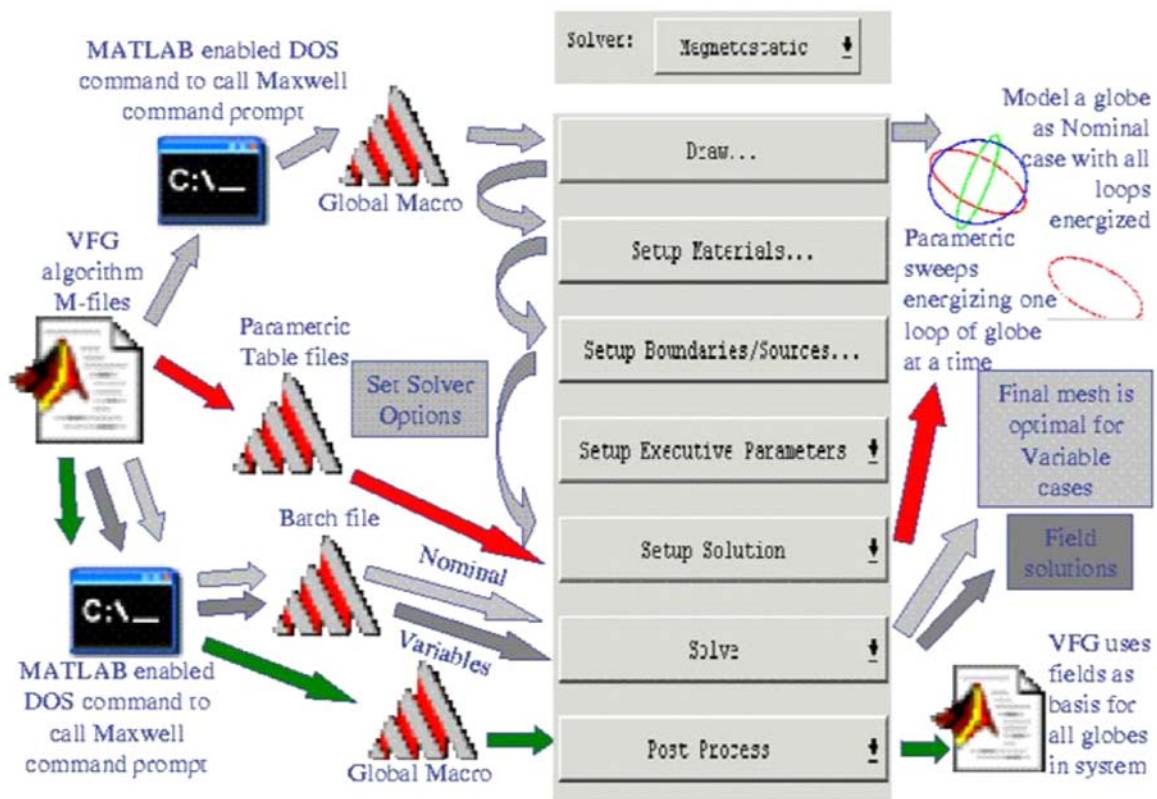 MATLAB enabled DOS
command to call Maxwell
command prompt
Solver:
Magnetostatic
C:\_
Global Macro
Draw...
Model a globe
as Nominal
case with all
loops
energized
VFG
algorithm
M-files
Setup Materials...
Parametric
sweeps
energizing one
loop of globe
at a time
Parametric
Table files
Set Solver
Options
Setup Boundaries/Sources...
Final mesh is
optimal for
Variable
cases
Setup Executive Parameters
Batch file
Nominal
Setup Solution
Field
solutions
C:\_
Variables
Solve
MATLAB enabled
DOS command to
call Maxwell
command prompt
Global Macro
Post Process
VFG uses
fields as
basis for
all globes
in system